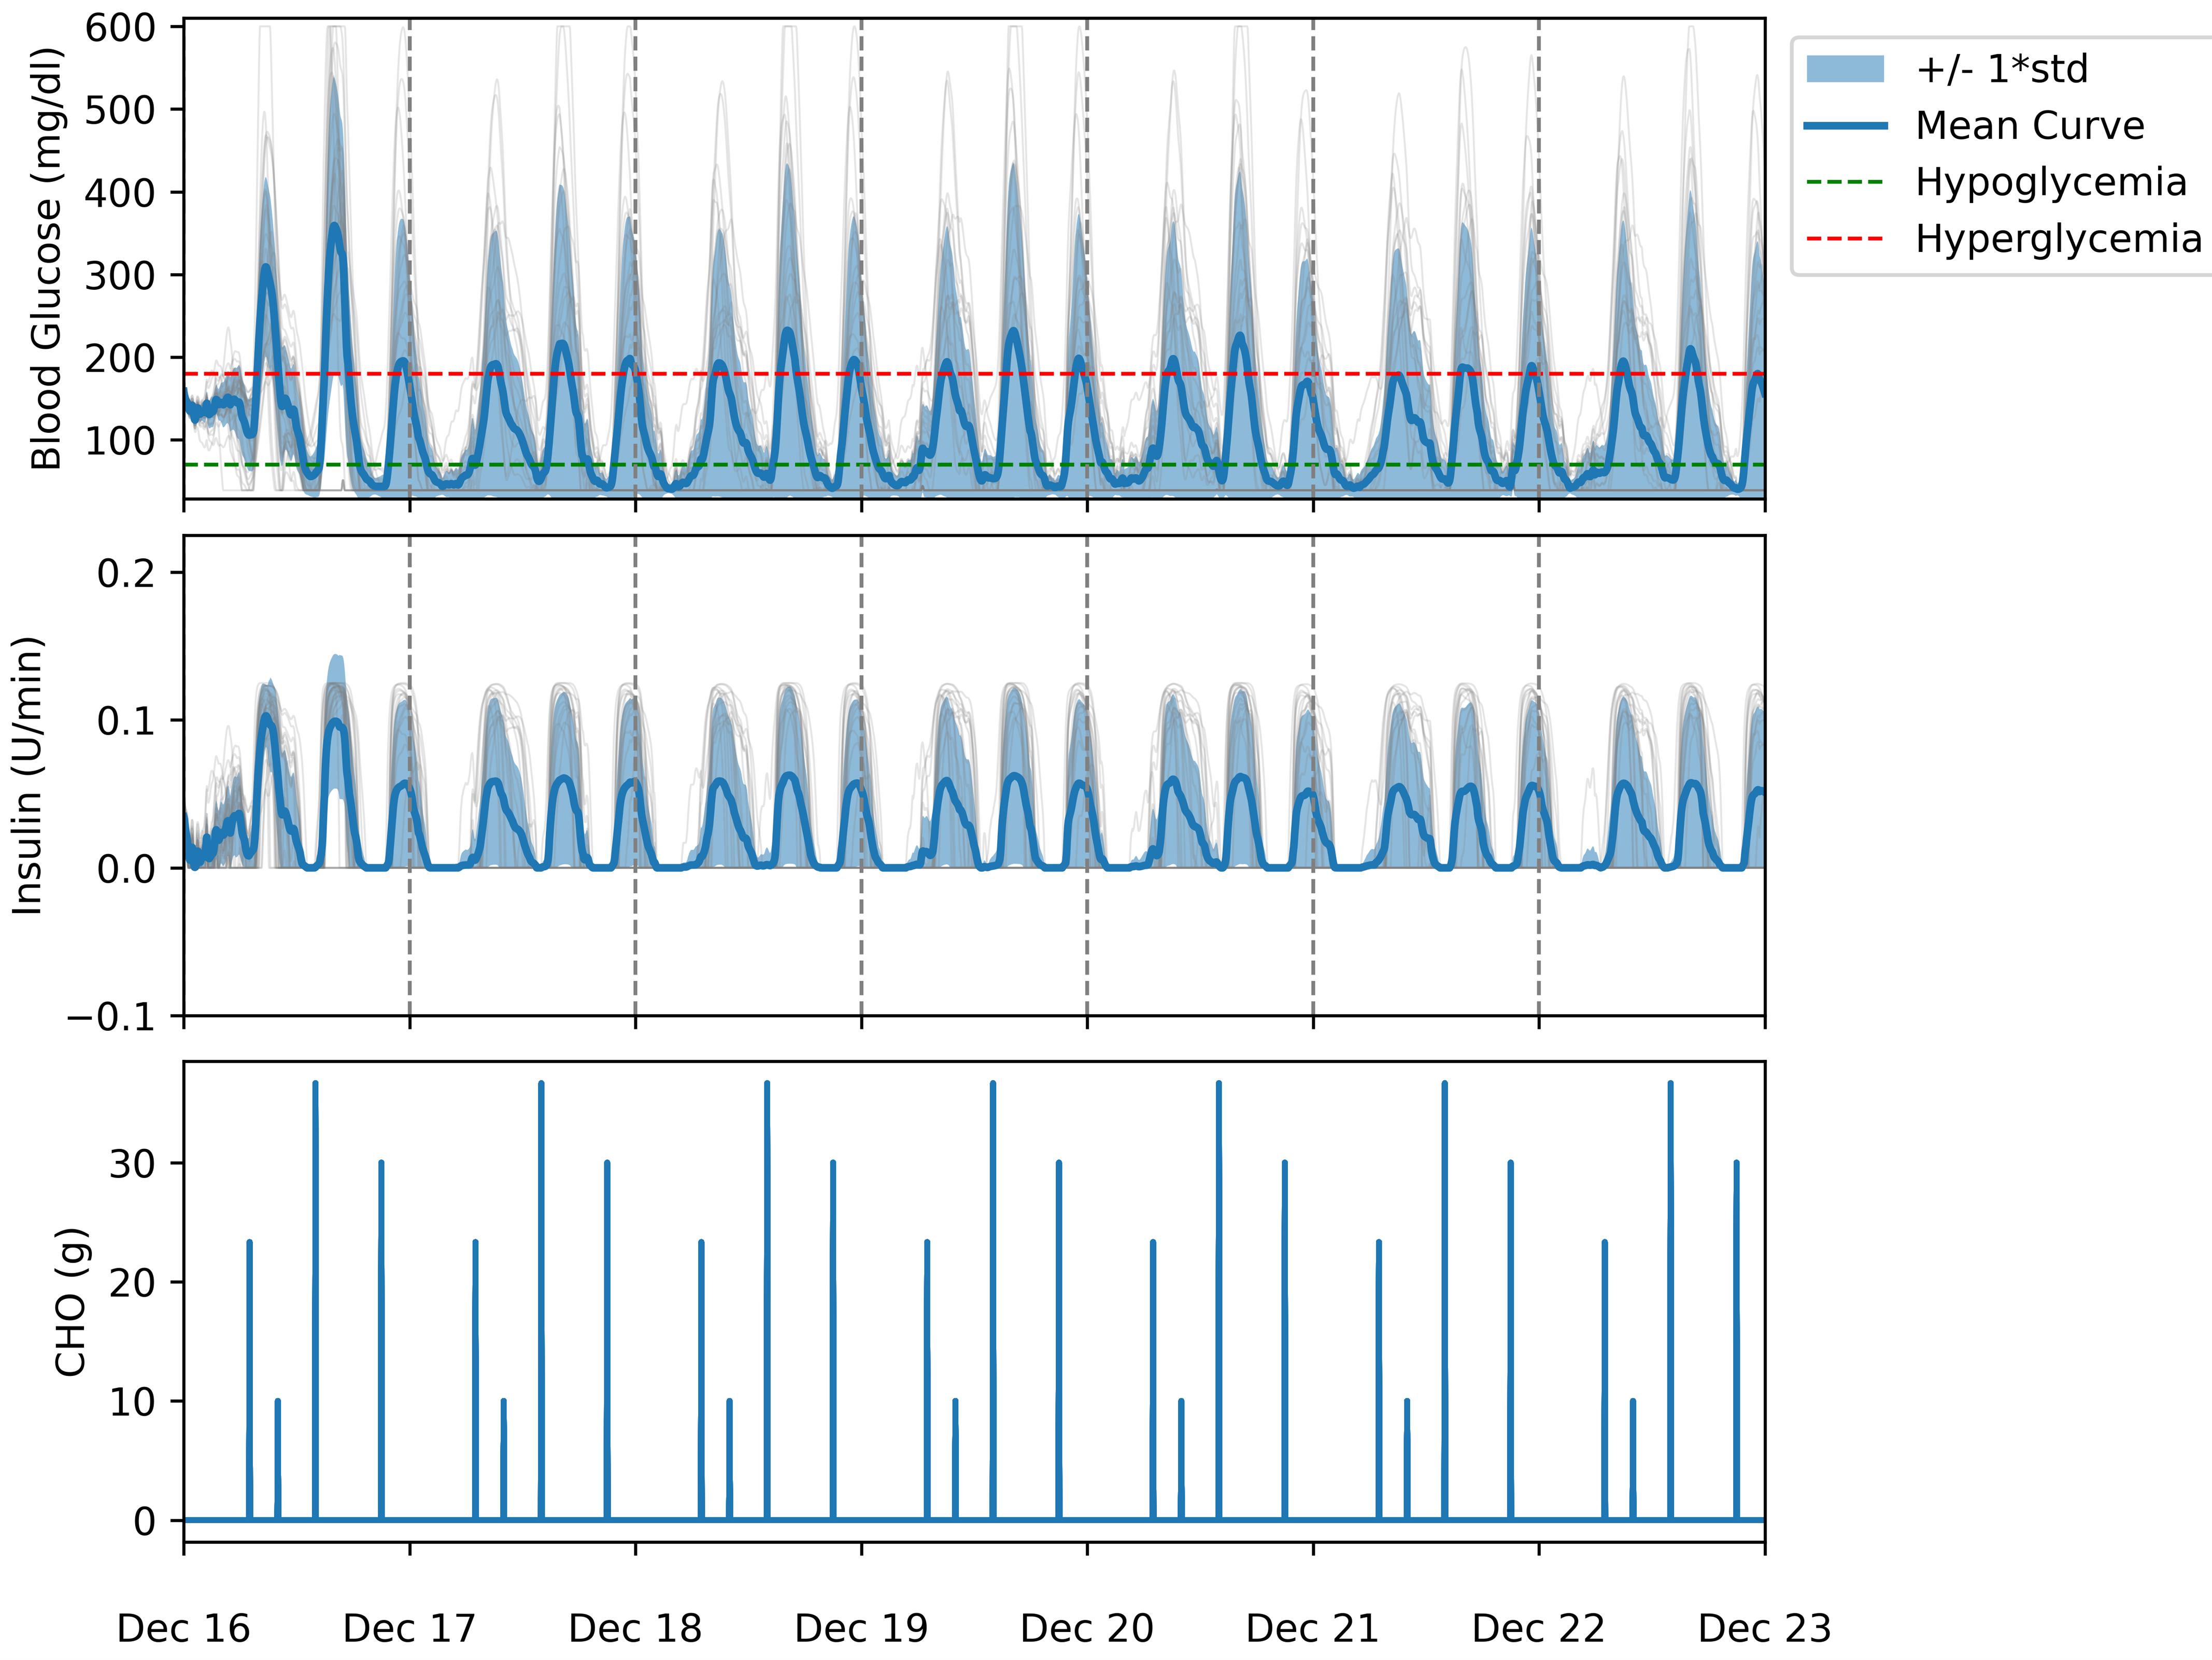 600
500
400
300
200
100
Blood Glucose (mg/dl)
+/- 1*std
Mean Curve
Hypoglycemia
Hyperglycemia
0.2
0.1
0.0
−0.1
Insulin (U/min)
30
20
10
0
CHO (g)
Dec 16 Dec 17 Dec 18 Dec 19 Dec 20 Dec 21 Dec 22 Dec 23